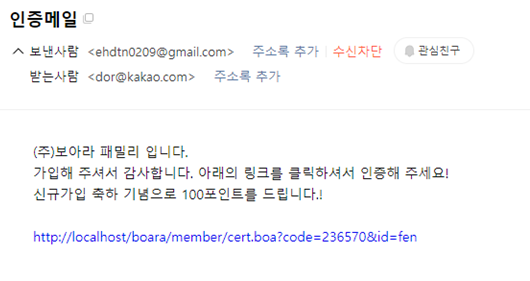 인증메일
보낸사람 <ehdtn0209@gmail.com> 주소록 추가 수신차단 관심친구
받는사람 <dor@kakao.com> 주소록 추가
(주)보아라 패밀리 입니다.
가입해 주셔서 감사합니다. 아래의 링크를 클릭하셔서 인증해 주세요!
신규가입 축하 기념으로 100포인트를 드립니다.!
http://localhost/boara/member/cert.boa?code=236570&id=fen